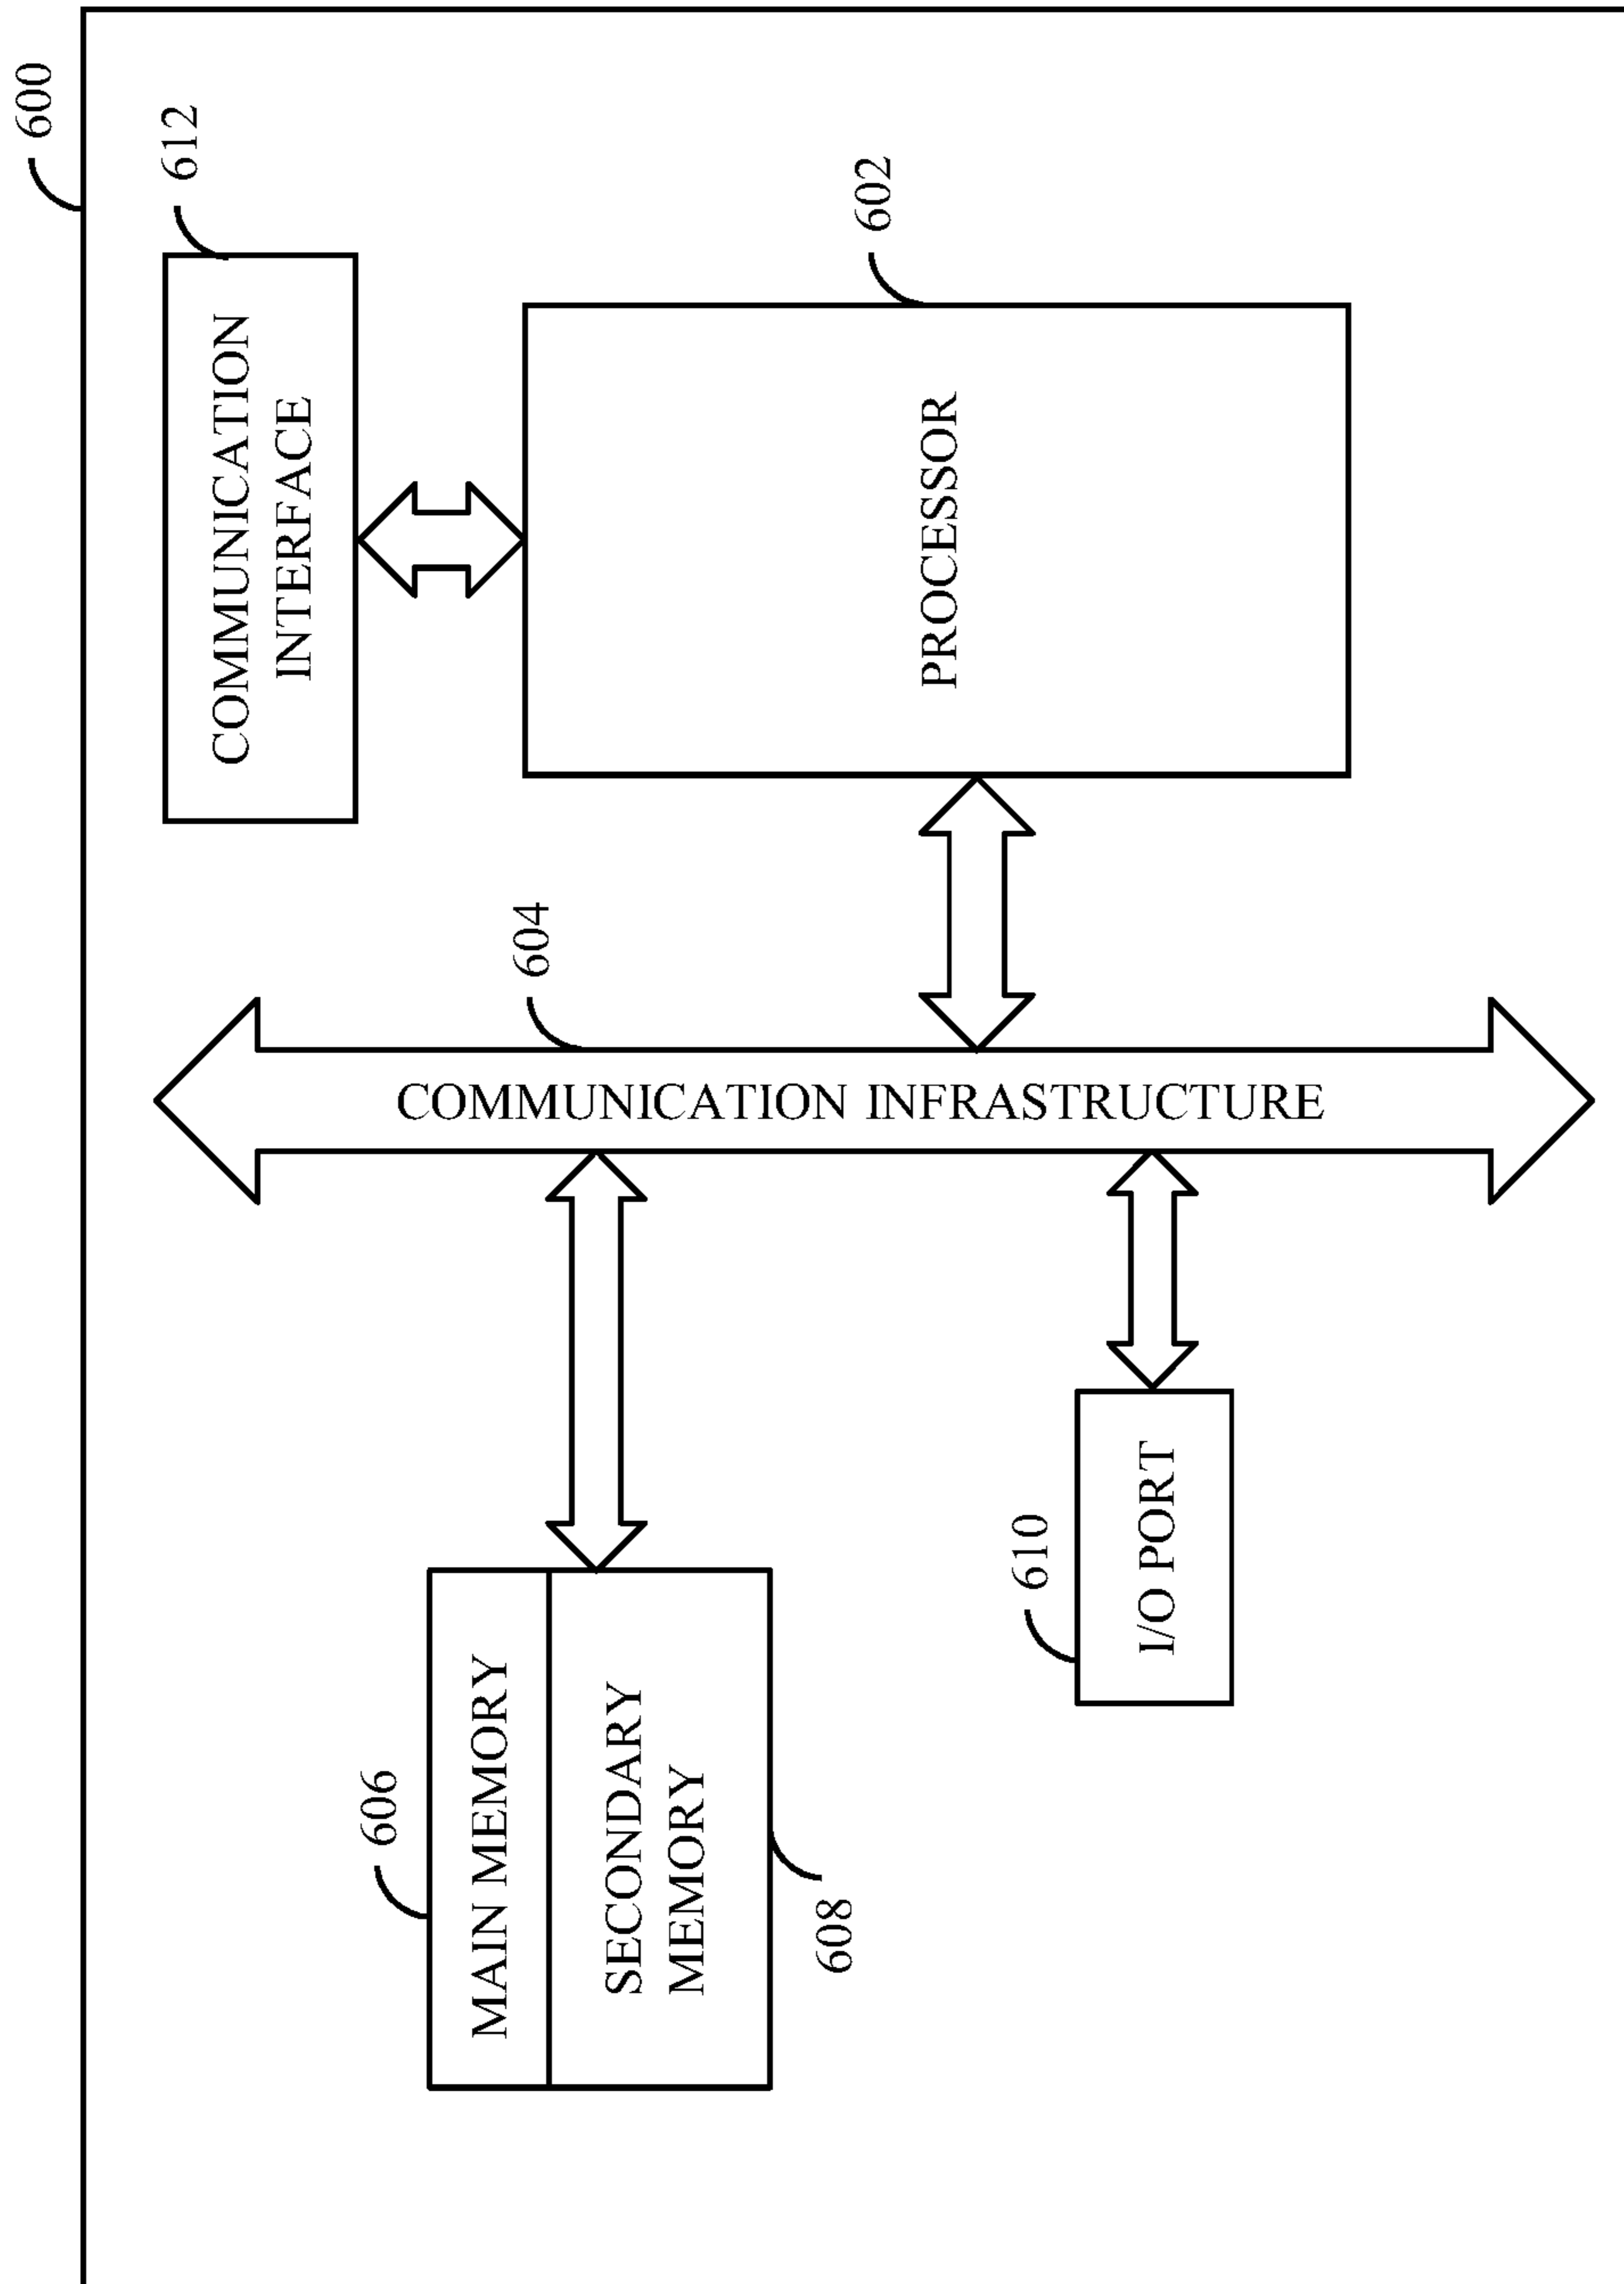 600
612
COMMUNICATION
INTERFACE
602
PROCESSOR
604
COMMUNICATION INFRASTRUCTURE
606
MAIN MEMORY
SECONDARY
MEMORY
608
610
I/O PORT